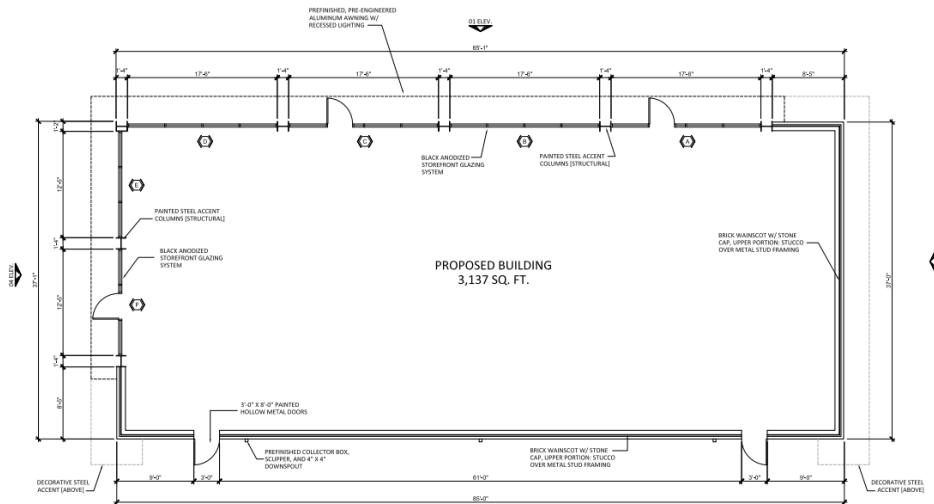 PREFINISHED, PRE-ENGINEERED
ALUMINUM AWNING W/
RECESSED LIGHTING
01 ELEV.
85'-1"
1'-4"
17'-6"
1'-4"
17'-6"
1'-4"
17'-6"
1'-4"
17'-6"
1'-4"
8'-5"
1'-2"
12'-6"
1'-4"
12'-6"
1'-4"
8'-5"
37'-1"
04 ELEV.
37'-0"
D
C
B
A
E
F
BLACK ANODIZED
STOREFRONT GLAZING
SYSTEM
PAINTED STEEL ACCENT
COLUMNS [STRUCTURAL]
PAINTED STEEL ACCENT
COLUMNS [STRUCTURAL]
BLACK ANODIZED
STOREFRONT GLAZING
SYSTEM
BRICK WAINSCOT W/ STONE
CAP, UPPER PORTION: STUCCO
OVER METAL STUD FRAMING
PROPOSED BUILDING
3,137 SQ. FT.
3'-0" X 8'-0" PAINTED
HOLLOW METAL DOORS
PREFINISHED COLLECTOR BOX,
SCUPPER, AND 4" X 4"
DOWNSPOUT
BRICK WAINSCOT W/ STONE
CAP, UPPER PORTION: STUCCO
OVER METAL STUD FRAMING
DECORATIVE STEEL
ACCENT [ABOVE]
9'-0"
3'-0"
61'-0"
3'-0"
9'-0"
85'-0"
DECORATIVE STEEL
ACCENT [ABOVE]